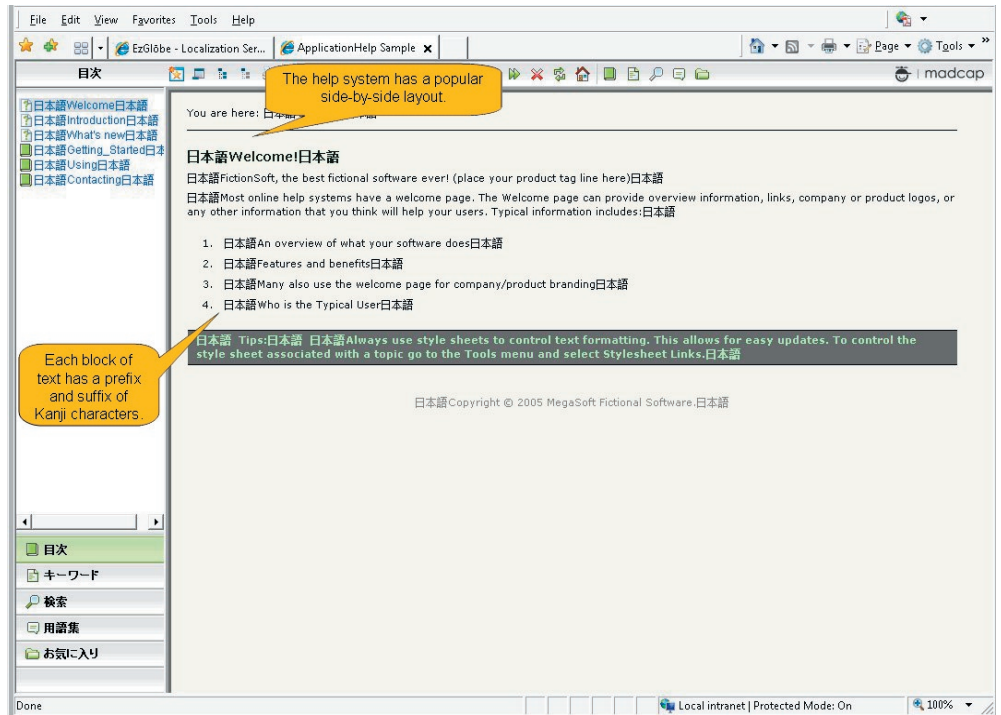 File Edit View Favorites Tools Help
EzGlōbe - Localization Ser... ApplicationHelp Sample
Page Tools »
目次
madcap
The help system has a popular
side-by-side layout.
日本語Welcome日本語
日本語Introduction日本語
日本語What's new日本語
日本語Getting_Started日本
日本語Using日本語
日本語Contacting日本語
You are here:
日本語Welcome!日本語
日本語FictionSoft, the best fictional software ever! (place your product tag line here)日本語
日本語Most online help systems have a welcome page. The Welcome page can provide overview information, links, company or product logos, or
any other information that you think will help your users. Typical information includes:日本語
1. 日本語An overview of what your software does日本語
2. 日本語Features and benefits日本語
3. 日本語Many also use the welcome page for company/product branding日本語
4. 日本語Who is the Typical User日本語
日本語 Tips:日本語 日本語Always use style sheets to control text formatting. This allows for easy updates. To control the
style sheet associated with a topic go to the Tools menu and select Stylesheet Links.日本語
日本語Copyright © 2005 MegaSoft Fictional Software.日本語
Each block of
text has a prefix
and suffix of
Kanji characters.
目次
キーワード
検索
用語集
お気に入り
Done
Local intranet | Protected Mode: On
100%